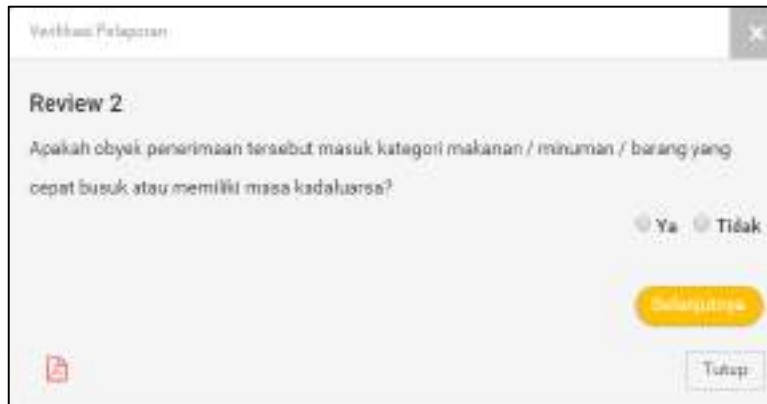 Verifikasi Pelaporan
Review 2
Apakah obyek penerimaan tersebut masuk kategori makanan / minuman / barang yang
cepat busuk atau memiliki masa kadaluarsa?
Ya Tidak
Selanjutnya
Tutup